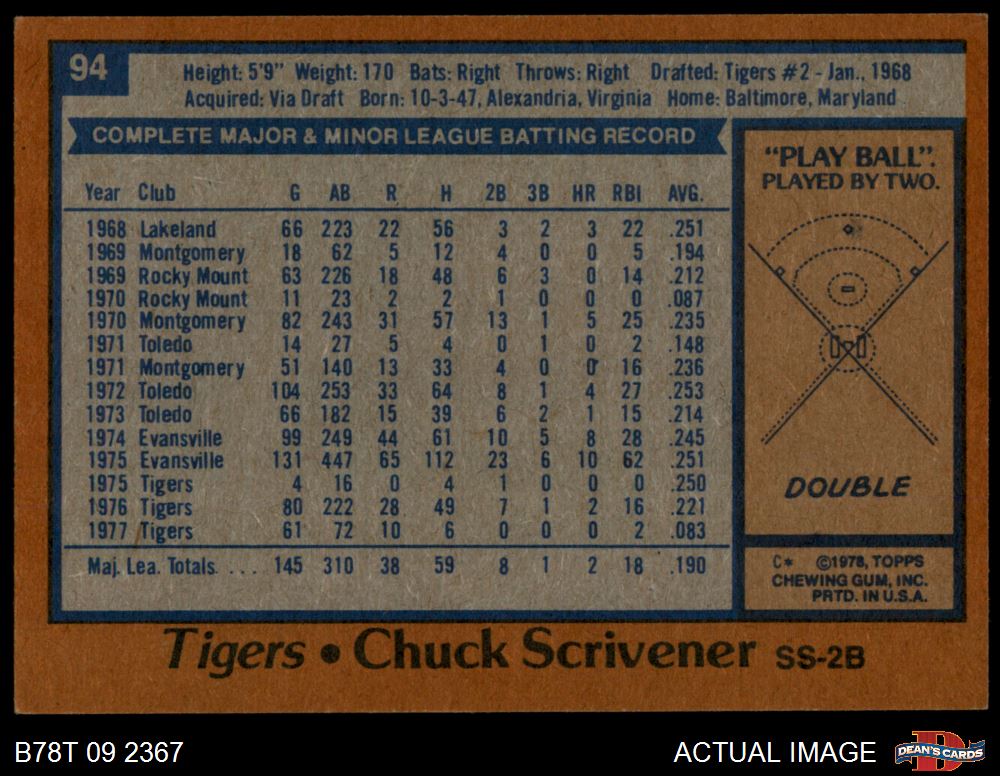 94
Height: 5'9" Weight: 170 Bats: Right Throws: Right Drafted: Tigers #2 - Jan., 1968
Acquired: Via Draft Born: 10-3-47, Alexandria, Virginia Home: Baltimore, Maryland
COMPLETE MAJOR & MINOR LEAGUE BATTING RECORD
Year Club G AB R H 2B 3B HR RBI AVG.
1968 Lakeland 66 223 22 56 3 2 3 22 .251
1969 Montgomery 18 62 5 12 4 0 0 5 .194
1969 Rocky Mount 63 226 18 48 6 3 0 14 .212
1970 Rocky Mount 11 23 2 2 1 0 0 0 .087
1970 Montgomery 82 243 31 57 13 1 5 25 .235
1971 Toledo 14 27 5 4 0 1 0 2 .148
1971 Montgomery 51 140 13 33 4 0 0 16 .236
1972 Toledo 104 253 33 64 8 1 4 27 .253
1973 Toledo 66 182 15 39 6 2 1 15 .214
1974 Evansville 99 249 44 61 10 5 8 28 .245
1975 Evansville 131 447 65 112 23 6 10 62 .251
1975 Tigers 4 16 0 4 1 0 0 0 .250
1976 Tigers 80 222 28 49 7 1 2 16 .221
1977 Tigers 61 72 10 6 0 0 0 2 .083
Maj. Lea. Totals. . . . . 145 310 38 59 8 1 2 18 .190
"PLAY BALL".
PLAYED BY TWO.
DOUBLE
C* ©1978, TOPPS
CHEWING GUM, INC.
PRTD. IN U.S.A.
Tigers • Chuck Scrivener SS-2B
B78T 09 2367
ACTUAL IMAGE
D
DEAN'S CARDS